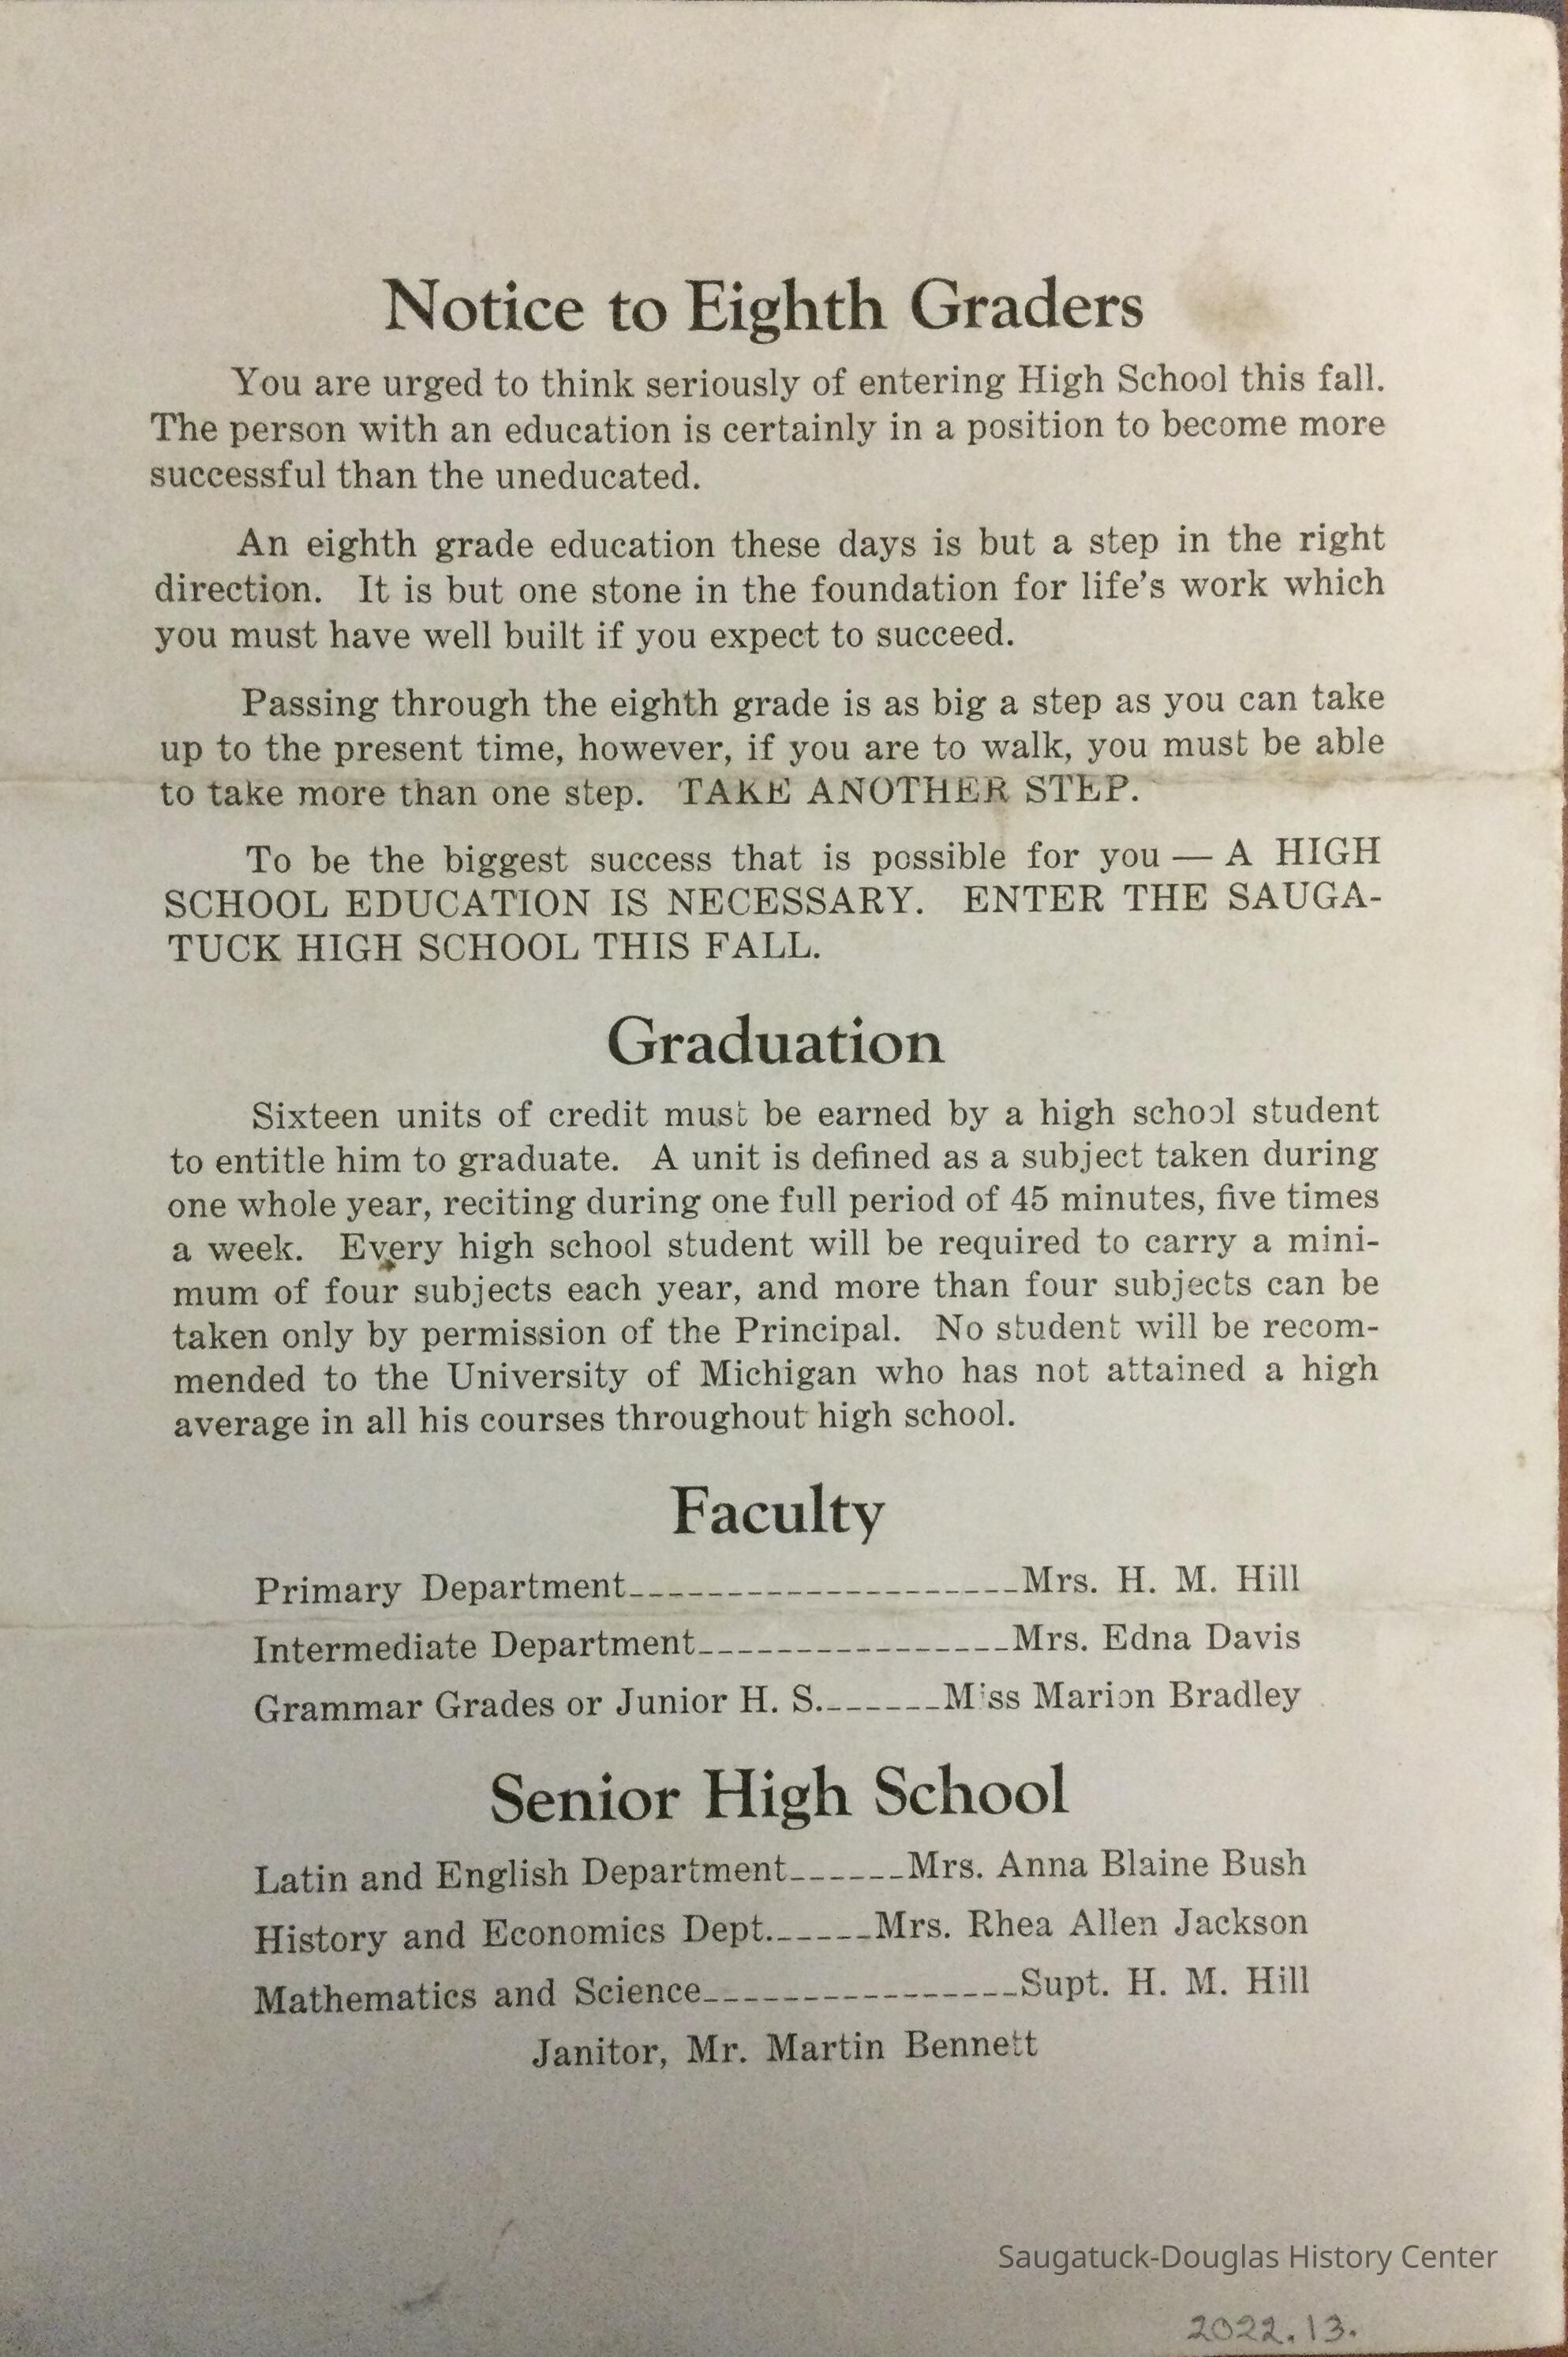 Notice to Eighth Graders
You are urged to think seriously of entering High School this fall.
The person with an education is certainly in a position to become more
successful than the uneducated.
An eighth grade education these days is but a step in the right
direction. It is but one stone in the foundation for life's work which
you must have well built if you expect to succeed.
Passing through the eighth grade is as big a step as you can take
up to the present time, however, if you are to walk, you must be able
to take more than one step. TAKE ANOTHER STEP.
To be the biggest success that is possible for you — A HIGH
SCHOOL EDUCATION IS NECESSARY. ENTER THE SAUGA-
TUCK HIGH SCHOOL THIS FALL.
Graduation
Sixteen units of credit must be earned by a high school student
to entitle him to graduate. A unit is defined as a subject taken during
one whole year, reciting during one full period of 45 minutes, five times
a week. Every high school student will be required to carry a mini-
mum of four subjects each year, and more than four subjects can be
taken only by permission of the Principal. No student will be recom-
mended to the University of Michigan who has not attained a high
average in all his courses throughout high school.
Faculty
Primary Department____________________Mrs. H. M. Hill
Intermediate Department________________Mrs. Edna Davis
Grammar Grades or Junior H. S.______Miss Marion Bradley
Senior High School
Latin and English Department______Mrs. Anna Blaine Bush
History and Economics Dept._____Mrs. Rhea Allen Jackson
Mathematics and Science________________Supt. H. M. Hill
Janitor, Mr. Martin Bennett
Saugatuck-Douglas History Center
2022.13.